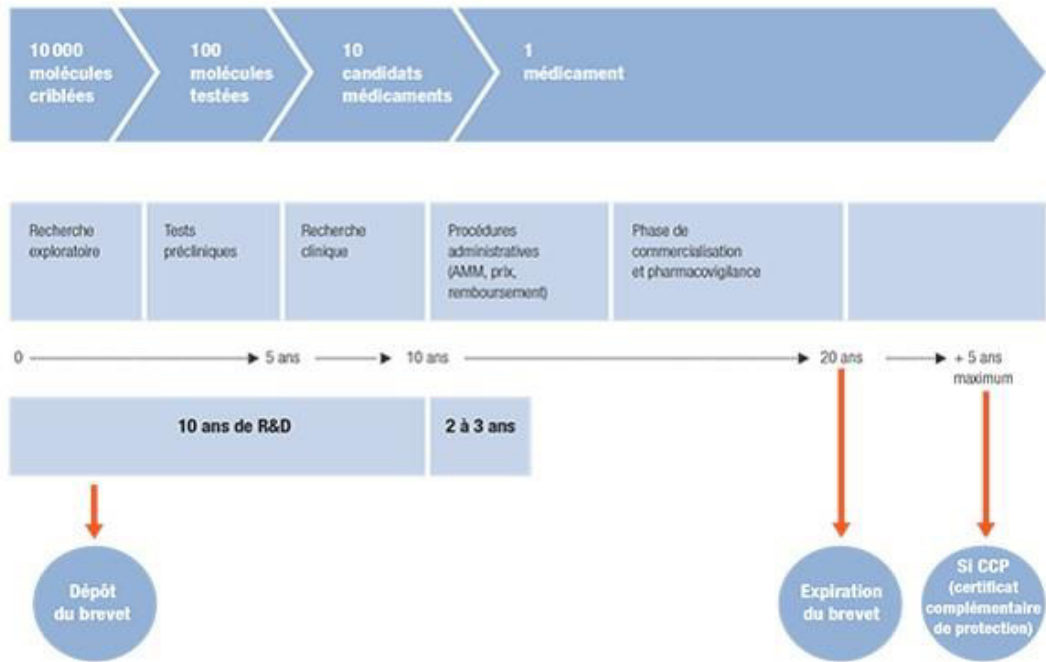 10 000
molécules
criblées
100
molécules
testées
10
candidats
médicaments
1
médicament
Recherche
exploratoire
Tests
précliniques
Recherche
clinique
Procédures
administratives
(AMM, prix,
remboursement)
Phase de
commercialisation
et pharmacovigilance
0
5 ans
10 ans
20 ans
+ 5 ans
maximum
10 ans de R&D
2 à 3 ans
Dépôt
du brevet
Expiration
du brevet
Si CCP
(certificat
complémentaire
de protection)